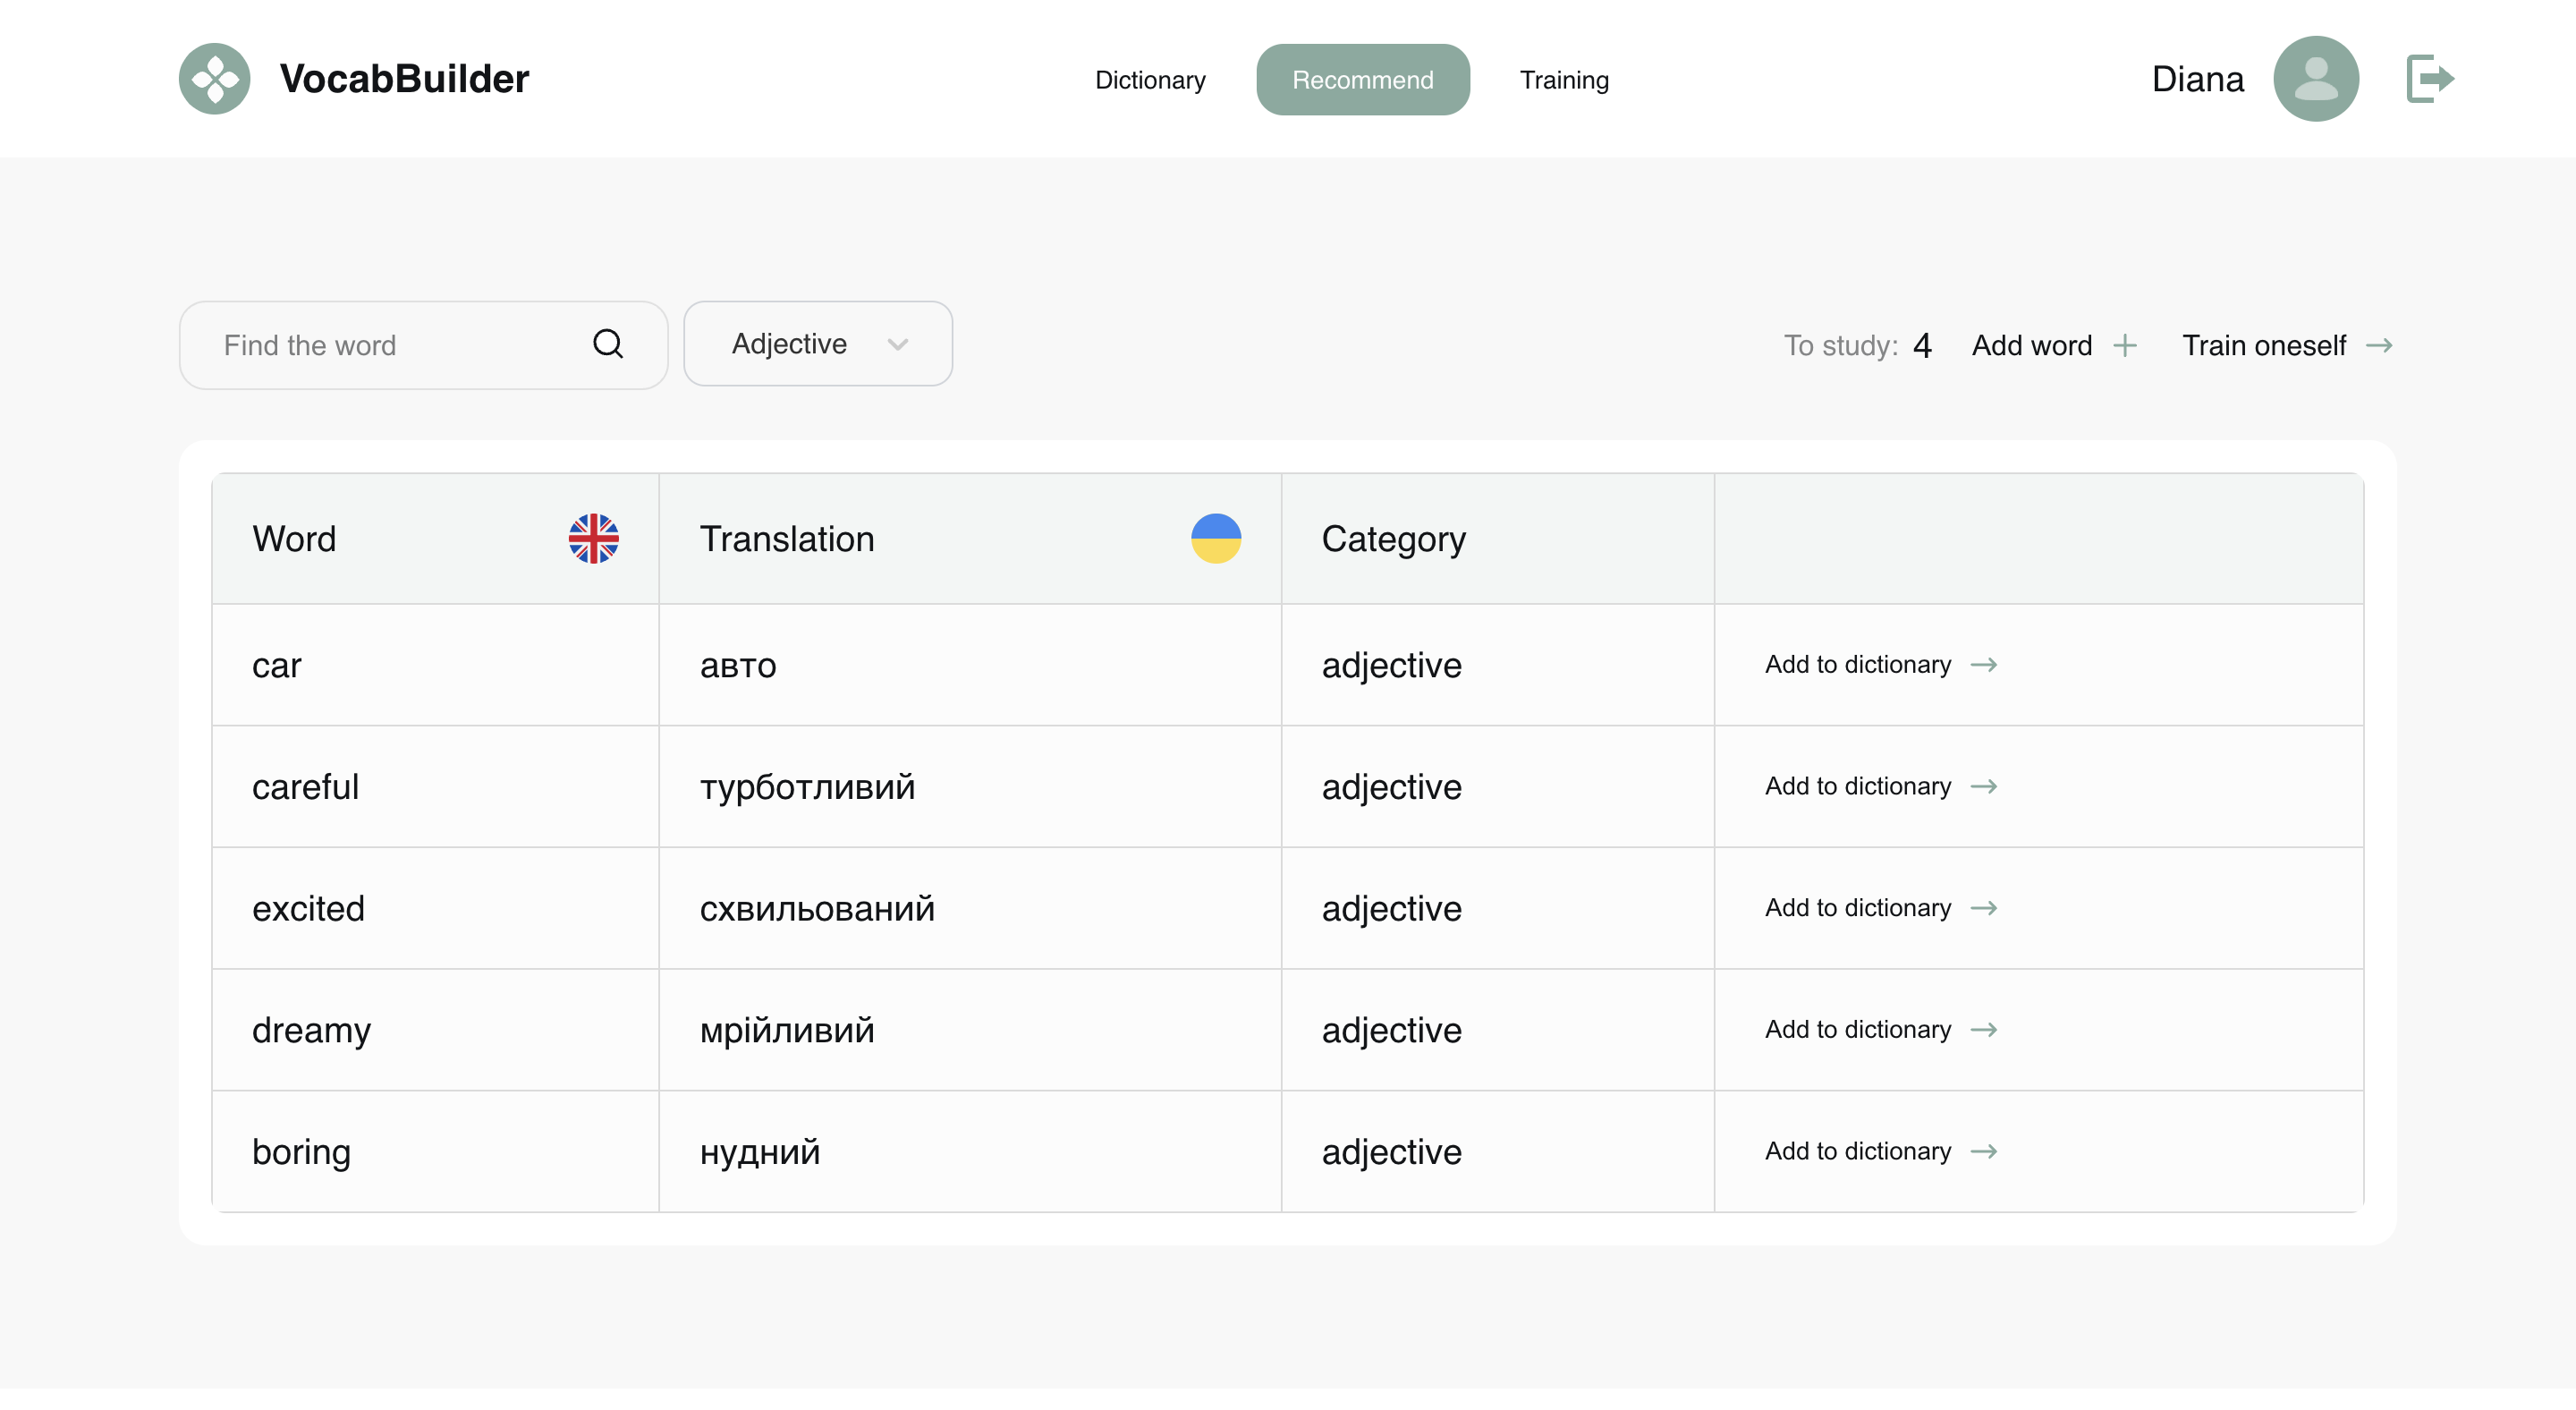 VocabBuilder
Dictionary
Recommend
Training
Diana
Find the word
Adjective
To study: 4
Add word
Train oneself
Word
Translation
Category
car
авто
adjective
Add to dictionary
careful
турботливий
adjective
Add to dictionary
excited
схвильований
adjective
Add to dictionary
dreamy
мрійливий
adjective
Add to dictionary
boring
нудний
adjective
Add to dictionary